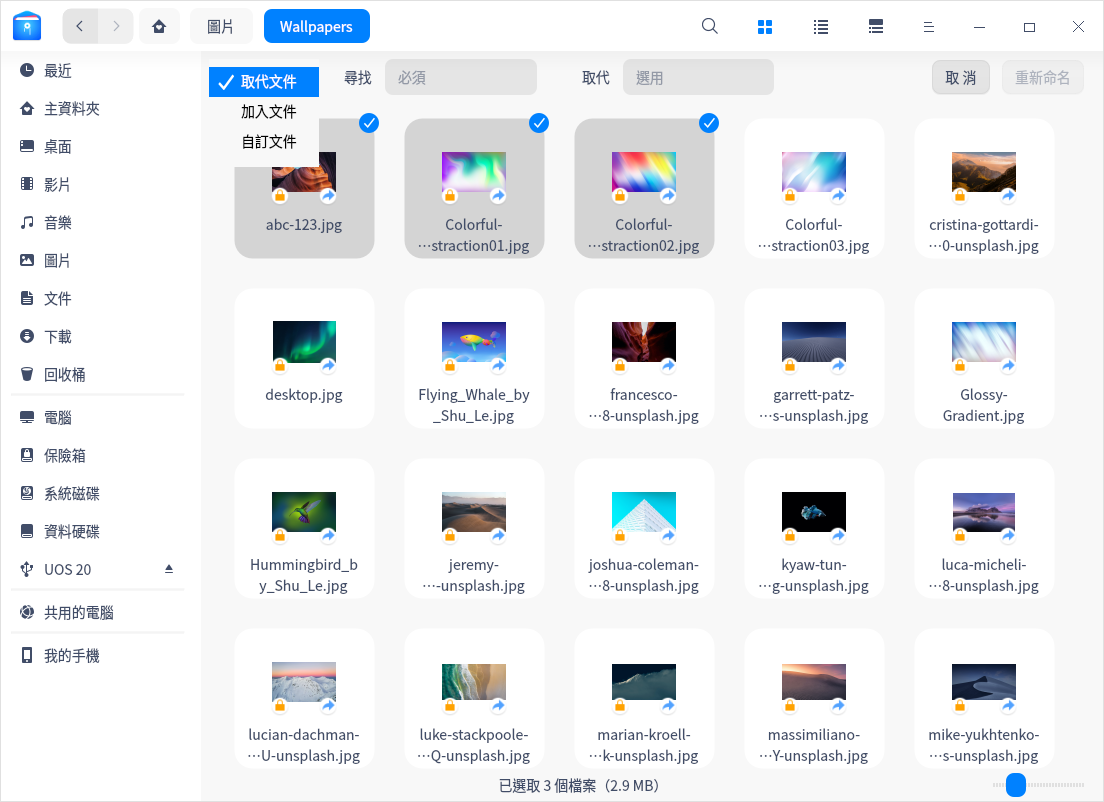 圖片
Wallpapers
最近
主資料夾
桌面
影片
音樂
圖片
文件
下載
回收桶
電腦
保險箱
系統磁碟
資料硬碟
UOS 20
共用的電腦
我的手機
取代文件
加入文件
自訂文件
尋找
必須
取代
選用
取 消
重新命名
abc-123.jpg
Colorful-
…straction01.jpg
Colorful-
…straction02.jpg
Colorful-
…straction03.jpg
cristina-gottardi-
…0-unsplash.jpg
desktop.jpg
Flying_Whale_by
_Shu_Le.jpg
francesco-
…8-unsplash.jpg
garrett-patz-
…s-unsplash.jpg
Glossy-
Gradient.jpg
Hummingbird_b
y_Shu_Le.jpg
jeremy-
…-unsplash.jpg
joshua-coleman-
…8-unsplash.jpg
kyaw-tun-
…g-unsplash.jpg
luca-micheli-
…8-unsplash.jpg
lucian-dachman-
…U-unsplash.jpg
luke-stackpoole-
…Q-unsplash.jpg
marian-kroell-
…k-unsplash.jpg
massimiliano-
…Y-unsplash.jpg
mike-yukhtenko-
…s-unsplash.jpg
已選取 3 個檔案（2.9 MB）